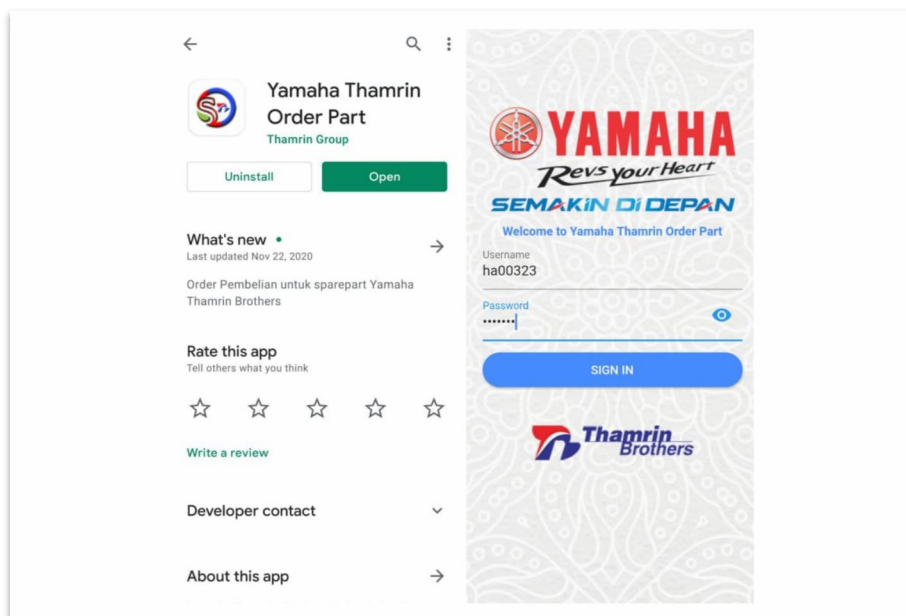 Yamaha Thamrin
Order Part
Thamrin Group
Uninstall
Open
What's new
Last updated Nov 22, 2020
Order Pembelian untuk sparepart Yamaha
Thamrin Brothers
Rate this app
Tell others what you think
Write a review
Developer contact
About this app
YAMAHA
Revs your Heart
SEMAKiN Di DEPAN
Welcome to Yamaha Thamrin Order Part
Username
ha00323
Password
•••••••
SIGN IN
Thamrin
Brothers